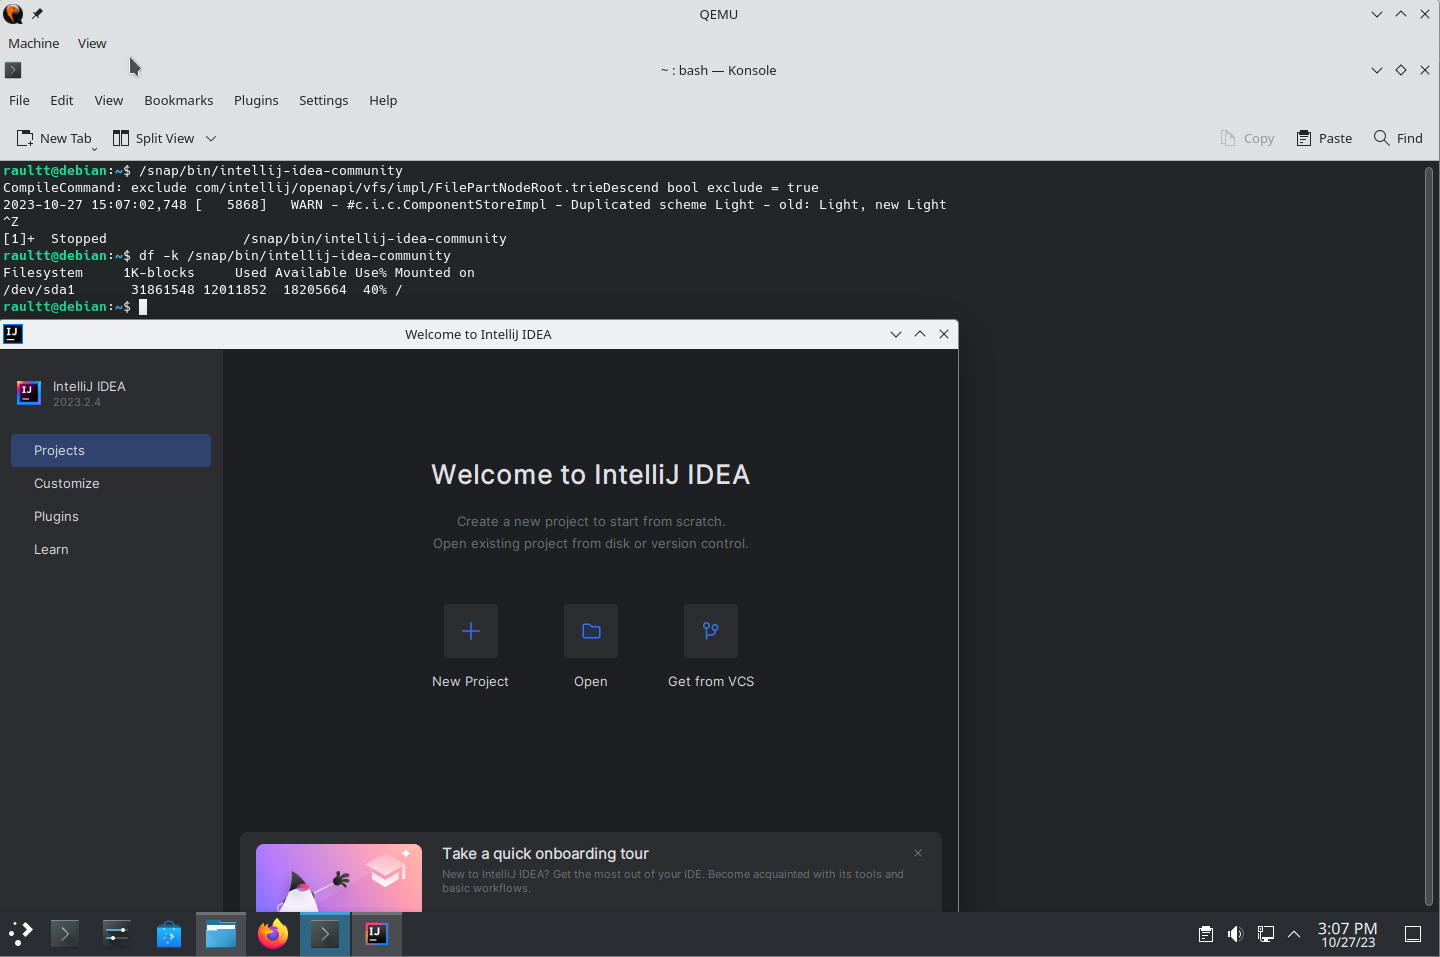 QEMU
Machine View
~ : bash — Konsole
File Edit View Bookmarks Plugins Settings Help
New Tab Split View Copy Paste Find
raultt@debian:~$ /snap/bin/intellij-idea-community
CompileCommand: exclude com/intellij/openapi/vfs/impl/FilePartNodeRoot.trieDescend bool exclude = true
2023-10-27 15:07:02,748 [   5868]   WARN - #c.i.c.ComponentStoreImpl - Duplicated scheme Light - old: Light, new Light
^Z
[1]+  Stopped                 /snap/bin/intellij-idea-community
raultt@debian:~$ df -k /snap/bin/intellij-idea-community
Filesystem     1K-blocks     Used Available Use% Mounted on
/dev/sda1       31861548 12011852  18205664  40% /
raultt@debian:~$
IJ
Welcome to IntelliJ IDEA
IJ
IntelliJ IDEA
2023.2.4
Projects
Customize
Plugins
Learn
Welcome to IntelliJ IDEA
Create a new project to start from scratch.
Open existing project from disk or version control.
New Project Open Get from VCS
Take a quick onboarding tour
New to IntelliJ IDEA? Get the most out of your IDE. Become acquainted with its tools and
basic workflows.
IJ
3:07 PM
10/27/23